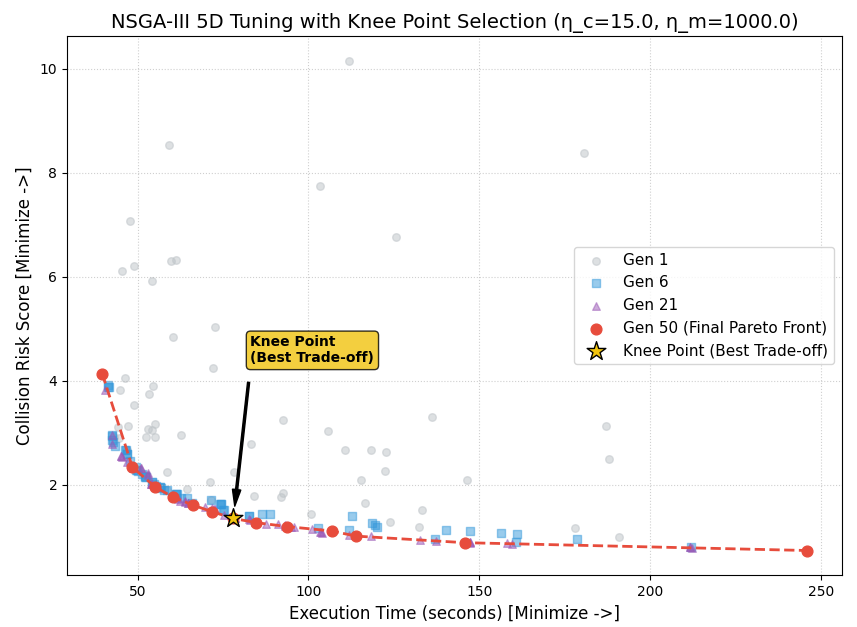 NSGA-III 5D Tuning with Knee Point Selection (η_c=15.0, η_m=1000.0)
Collision Risk Score [Minimize ->]
10
8
6
4
2
Gen 1
Gen 6
Gen 21
Gen 50 (Final Pareto Front)
Knee Point (Best Trade-off)
Knee Point
(Best Trade-off)
50
100
150
200
250
Execution Time (seconds) [Minimize ->]